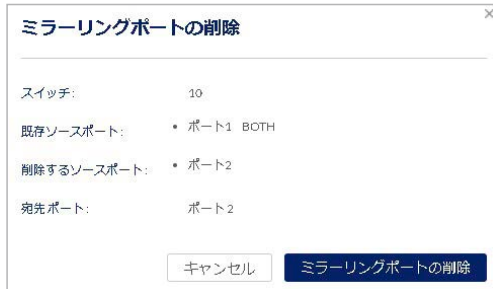 ミラーリングポートの削除
×
スイッチ: 10
既存ソースポート: • ポート1 BOTH
削除するソースポート: • ポート2
宛先ポート: ポート2
キャンセル ミラーリングポートの削除